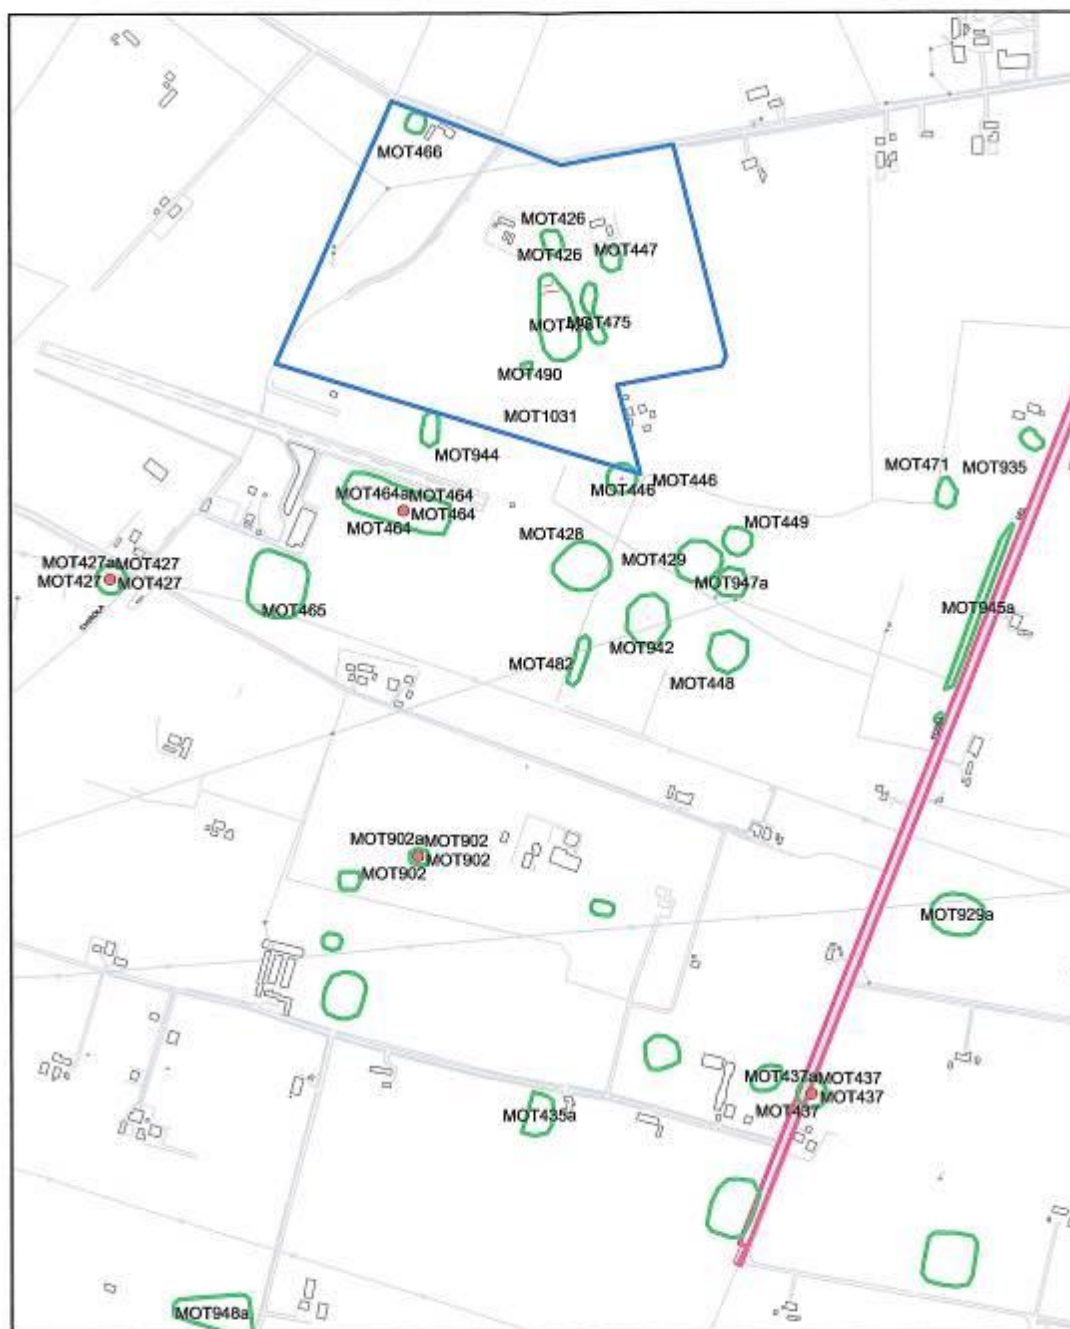 MOT466
MOT426
MOT426
MOT447
MOT475
MOT490
MOT1031
MOT944
MOT446
MOT446
MOT471
MOT935
MOT464a MOT464
MOT464
MOT464
MOT449
MOT428
MOT429
MOT427a MOT427
MOT427 MOT427
MOT947a
MOT465
MOT945a
MOT942
MOT482
MOT448
MOT902a MOT902
MOT902
MOT902
MOT929a
MOT437a MOT437
MOT437
MOT437
MOT435a
MOT948a